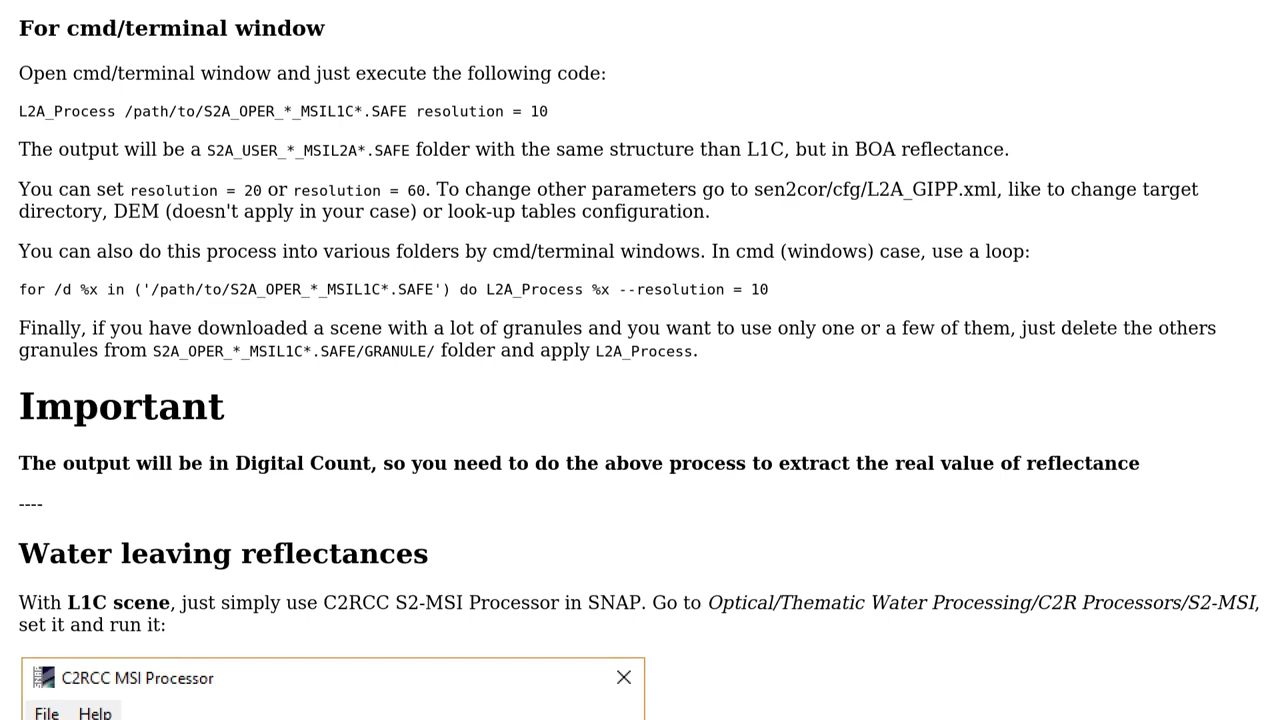 For cmd/terminal window
Open cmd/terminal window and just execute the following code:
L2A_Process /path/to/S2A_OPER_*_MSIL1C*.SAFE resolution = 10
The output will be a S2A_USER_*_MSIL2A*.SAFE folder with the same structure than L1C, but in BOA reflectance.
You can set resolution = 20 or resolution = 60. To change other parameters go to sen2cor/cfg/L2A_GIPP.xml, like to change target
directory, DEM (doesn't apply in your case) or look-up tables configuration.
You can also do this process into various folders by cmd/terminal windows. In cmd (windows) case, use a loop:
for /d %x in ('/path/to/S2A_OPER_*_MSIL1C*.SAFE') do L2A_Process %x --resolution = 10
Finally, if you have downloaded a scene with a lot of granules and you want to use only one or a few of them, just delete the others
granules from S2A_OPER_*_MSIL1C*.SAFE/GRANULE/ folder and apply L2A_Process.
Important
The output will be in Digital Count, so you need to do the above process to extract the real value of reflectance
----
Water leaving reflectances
With L1C scene, just simply use C2RCC S2-MSI Processor in SNAP. Go to Optical/Thematic Water Processing/C2R Processors/S2-MSI,
set it and run it:
C2RCC MSI Processor
File Help